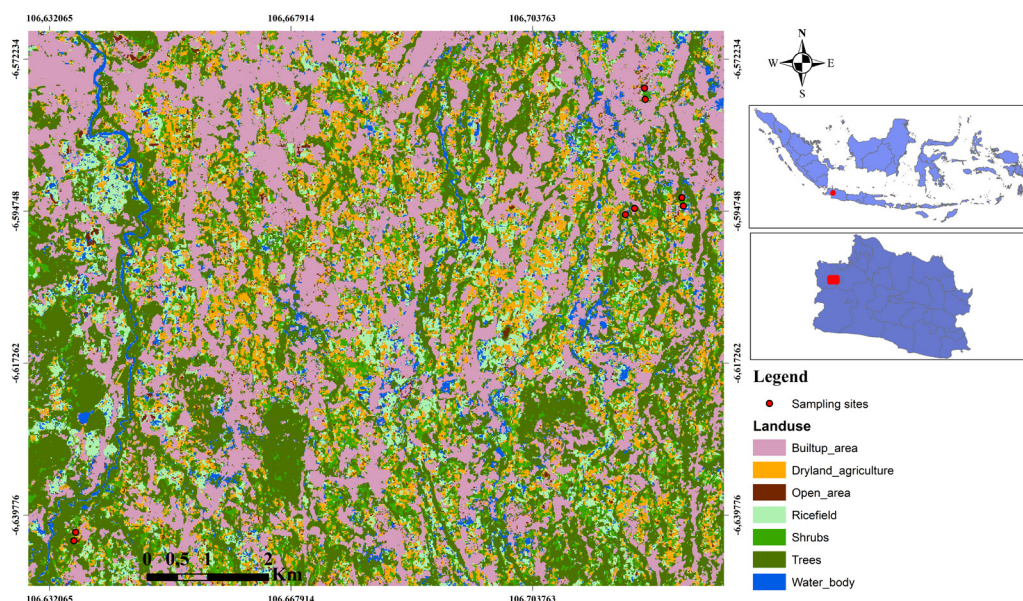 106,632065 106,667914 106,703763
-6,572234
-6,594748
-6,617262
-6,639776
-6,572234
-6,594748
-6,617262
-6,639776
N
W E
S
Legend
Sampling sites
Landuse
Builtup_area
Dryland_agriculture
Open_area
Ricefield
Shrubs
Trees
Water_body
0 0,5 1 2
Km
106,632065 106,667914 106,703763